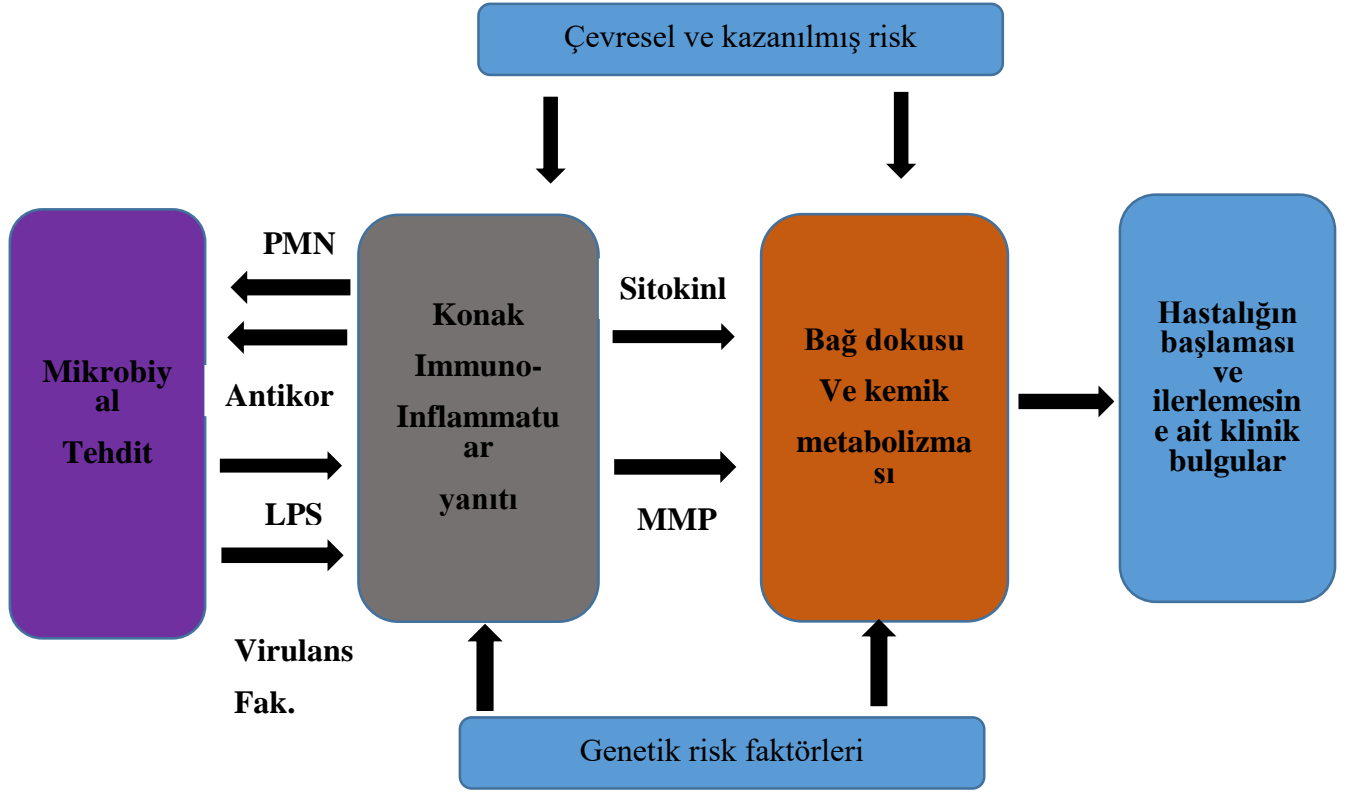 Çevresel ve kazanılmış risk
Mikrobiy
al
Tehdit
PMN
Antikor
LPS
Virulans
Fak.
Konak
Immuno-
Inflammatu
ar
yanıtı
Sitokinl
MMP
Bağ dokusu
Ve kemik
metabolizma
sı
Hastalığın
başlaması
ve
ilerlemesin
e ait klinik
bulgular
Genetik risk faktörleri